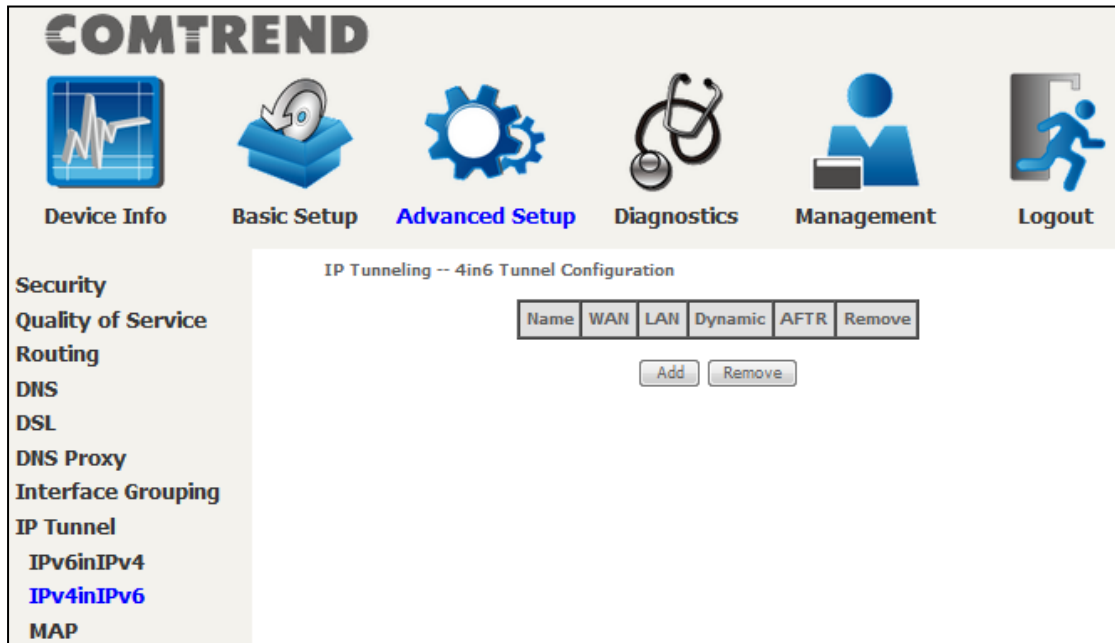 COMTREND
Device Info Basic Setup Advanced Setup Diagnostics Management Logout
Security
Quality of Service
Routing
DNS
DSL
DNS Proxy
Interface Grouping
IP Tunnel
IPv6inIPv4
IPv4inIPv6
MAP
IP Tunneling -- 4in6 Tunnel Configuration
Name WAN LAN Dynamic AFTR Remove
Add Remove